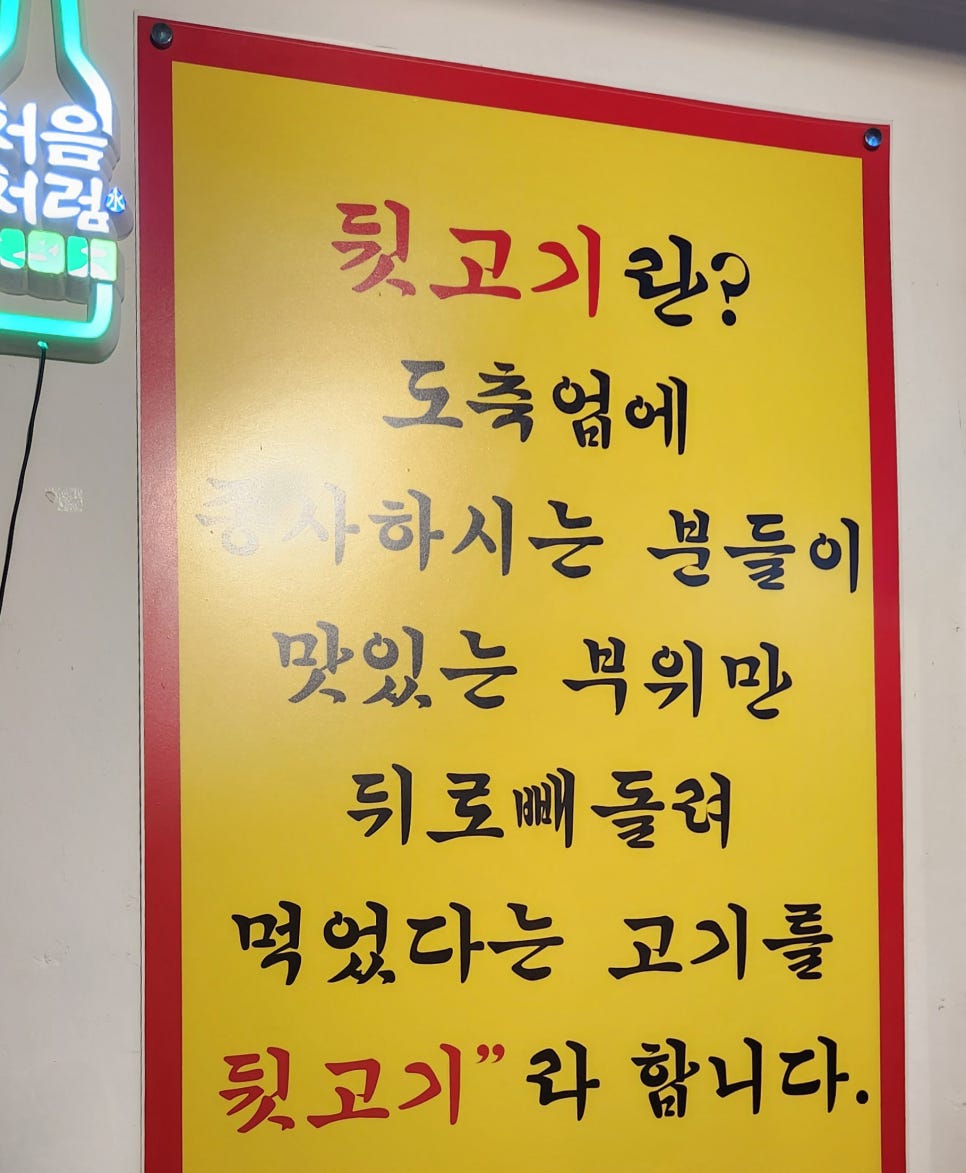 처음
처럼
뒷고기란?
도축업에
종사하시는 분들이
맛있는 부위만
뒤로빼돌려
먹었다는 고기를
뒷고기” 라 합니다.